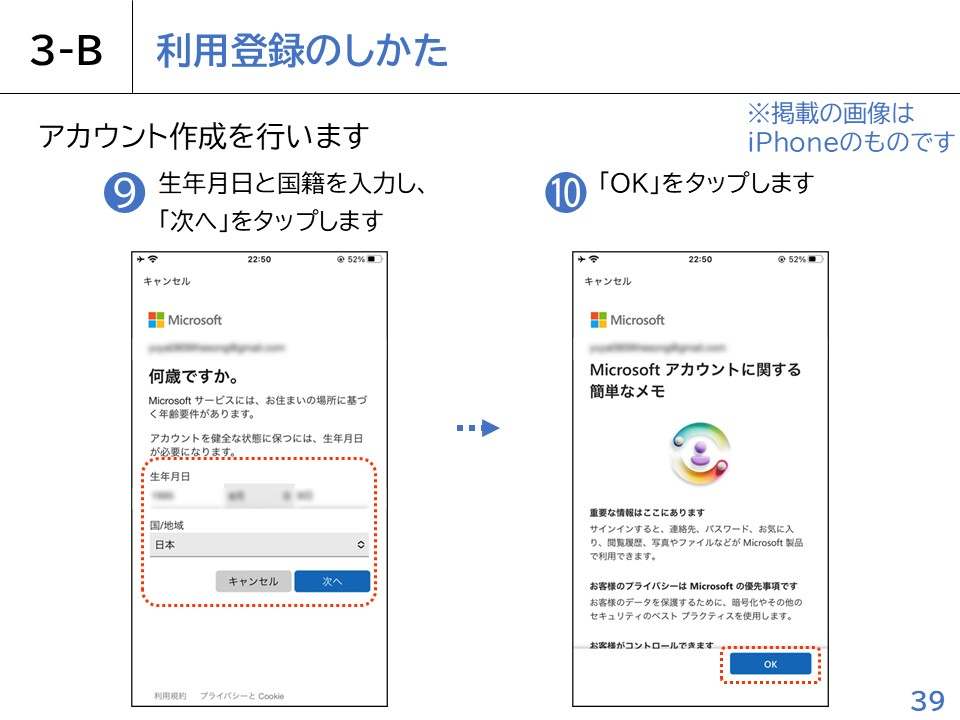 3-B
利用登録のしかた
アカウント作成を行います
※掲載の画像は
iPhoneのものです
9 生年月日と国籍を入力し、
「次へ」をタップします
22:50
52%
キャンセル
Microsoft
何歳ですか。
Microsoft サービスには、お住まいの場所に基づ
く年齢要件があります。
アカウントを健全な状態に保つには、生年月日
が必要になります。
生年月日
国/地域
日本
キャンセル
次へ
利用規約 プライバシーと Cookie
10 「OK」をタップします
22:50
52%
キャンセル
Microsoft
Microsoft アカウントに関する
簡単なメモ
重要な情報はここにあります
サインインすると、連絡先、パスワード、お気に入
り、閲覧履歴、写真やファイルなどが Microsoft 製品
で利用できます。
お客様のプライバシーは Microsoft の優先事項です
お客様のデータを保護するために、暗号化やその他の
セキュリティのベスト プラクティスを使用します。
お客様がコントロールできます
OK
39